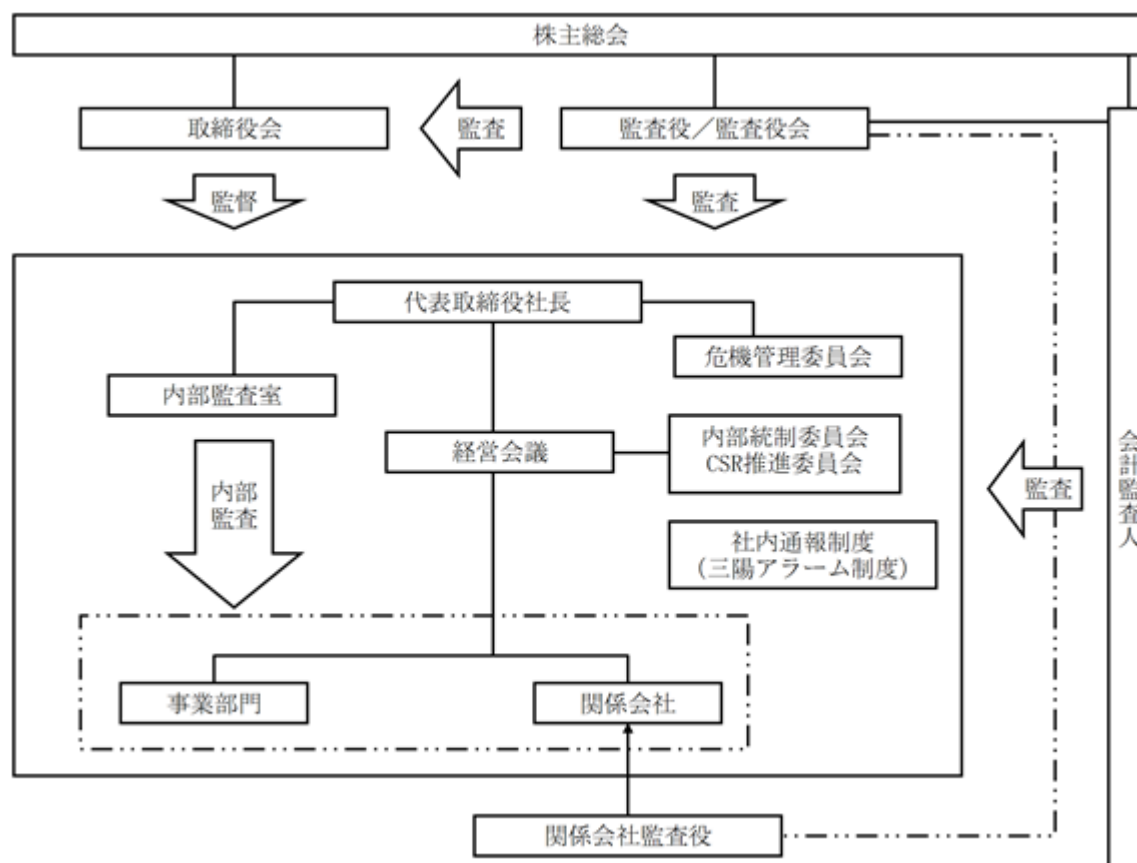 株主総会
取締役会
監査
監査役／監査役会
監督
監査
代表取締役社長
危機管理委員会
内部監査室
経営会議
内部統制委員会
CSR推進委員会
内部
監査
監査
会計監査人
社内通報制度
（三陽アラーム制度）
事業部門
関係会社
関係会社監査役